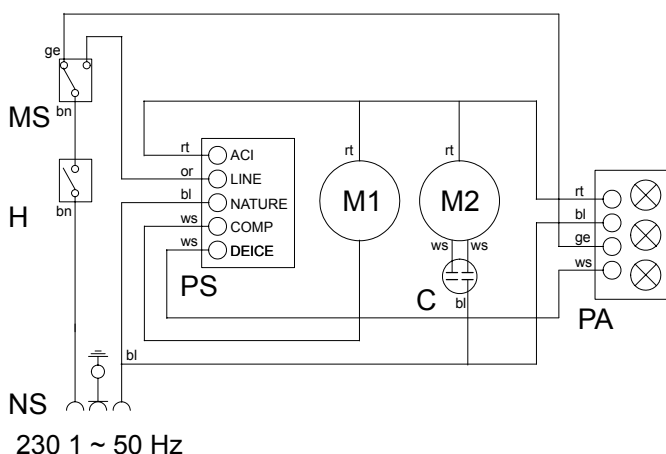 ge
MS
bn
H
bn
rt
ACI
or
LINE
bl
NATURE
ws
COMP
ws
DEICE
PS
rt
M1
rt
M2
ws
ws
C
bl
rt
bl
ge
ws
PA
bl
NS
230 1 ~ 50 Hz